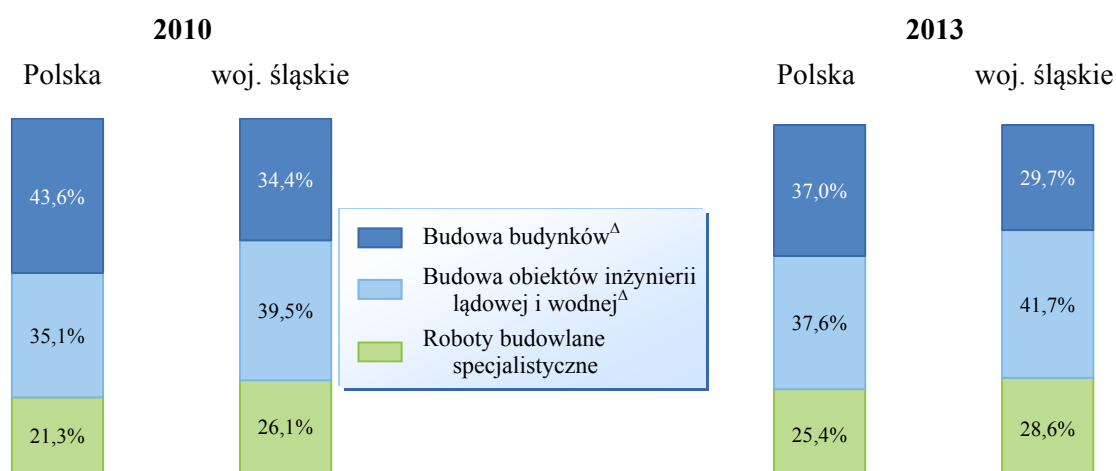 2010
2013
Polska
woj. śląskie
Polska
woj. śląskie
43,6%
34,4%
37,0%
29,7%
35,1%
39,5%
37,6%
41,7%
21,3%
26,1%
25,4%
28,6%
Budowa budynków^Δ
Budowa obiektów inżynierii
lądowej i wodnej^Δ
Roboty budowlane
specjalistyczne